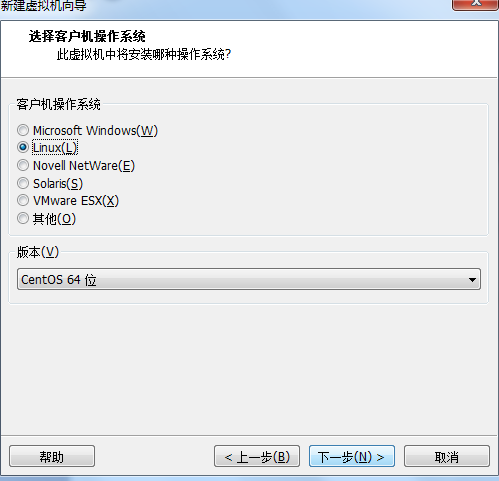 新建虚拟机向导
选择客户机操作系统
此虚拟机中将安装哪种操作系统?
客户机操作系统
Microsoft Windows(W)
Linux(L)
Novell NetWare(E)
Solaris(S)
VMware ESX(X)
其他(O)
版本(V)
CentOS 64 位
帮助
< 上一步(B)
下一步(N) >
取消